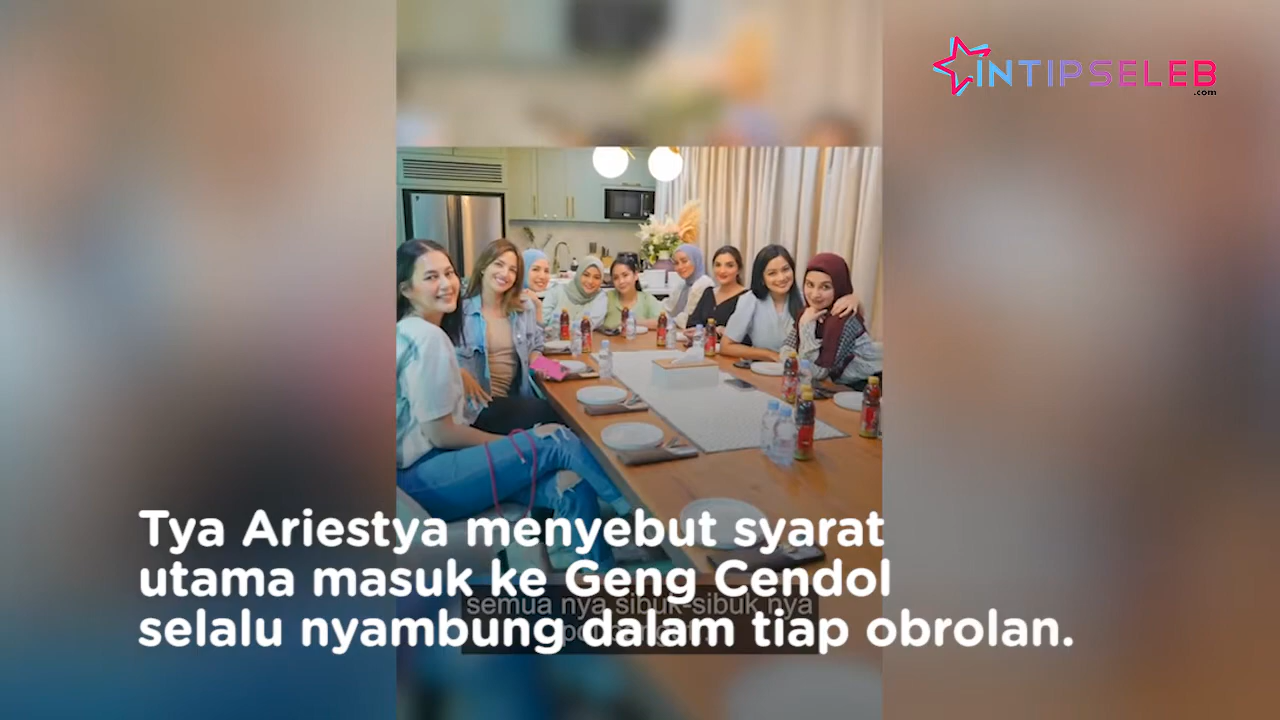 INTIPSELEB
.com
Tya Ariestya menyebut syarat
utama masuk ke Geng Cendol
semua nya sibuk-sibuk nya
selalu nyambung dalam tiap obrolan.